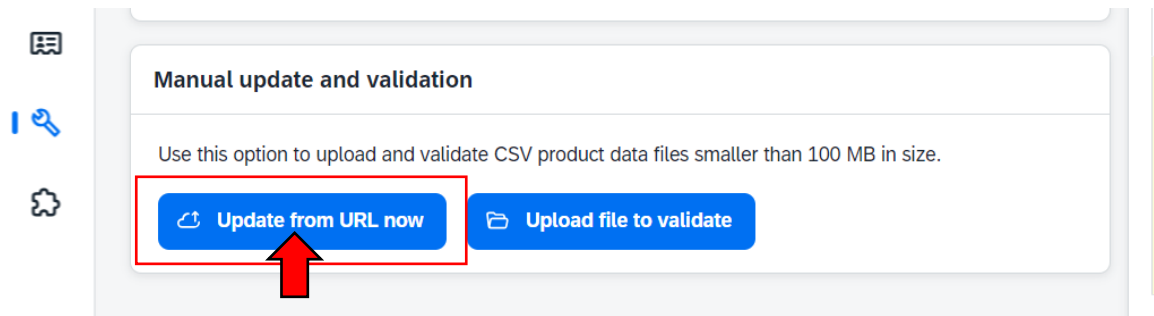 Manual update and validation
Use this option to upload and validate CSV product data files smaller than 100 MB in size.
Update from URL now
Upload file to validate